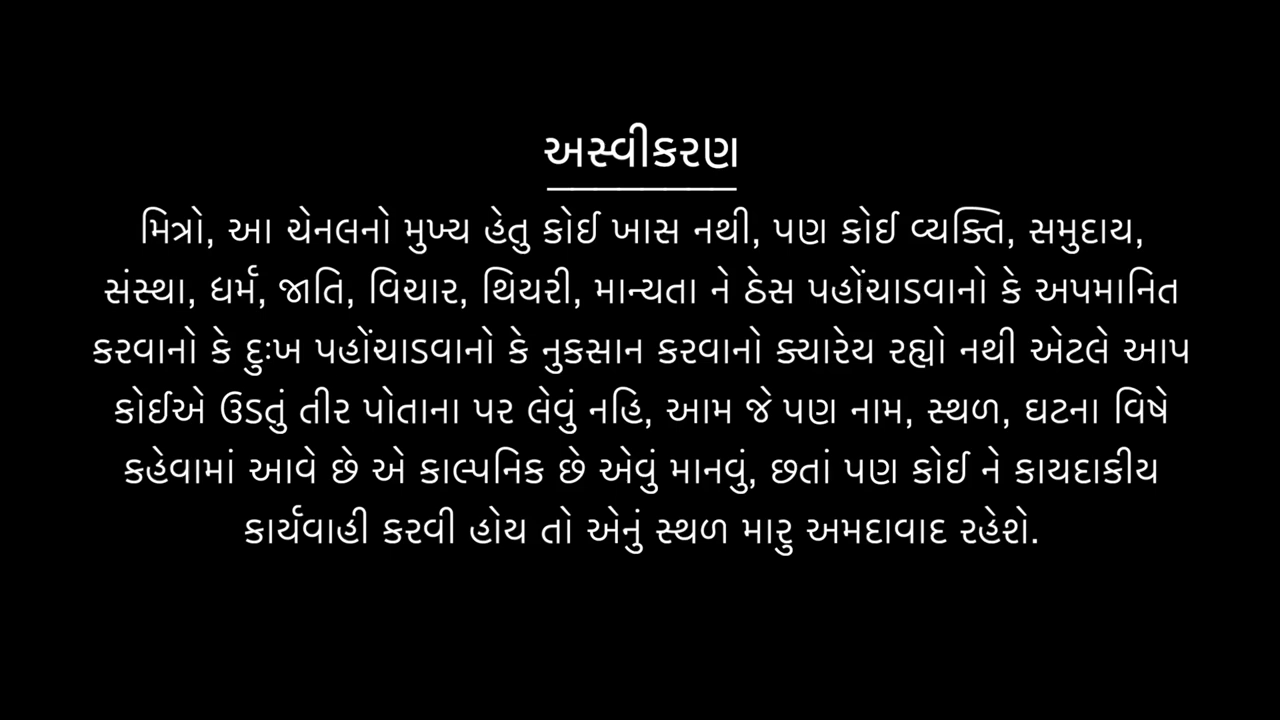 અસ્વીકરણ
મિત્રો, આ ચેનલનો મુખ્ય હેતુ કોઈ ખાસ નથી, પણ કોઈ વ્યક્તિ, સમુદાય,
સંસ્થા, ધર્મ, જાતિ, વિચાર, થિયરી, માન્યતા ને ઠેસ પહોંચાડવાનો કે અપમાનિત
કરવાનો કે દુઃખ પહોંચાડવાનો કે નુકસાન કરવાનો ક્યારેય રહ્યો નથી એટલે આપ
કોઈએ ઉડતું તીર પોતાના પર લેવું નહિ, આમ જે પણ નામ, સ્થળ, ઘટના વિષે
કહેવામાં આવે છે એ કાલ્પનિક છે એવું માનવું, છતાં પણ કોઈ ને કાયદાકીય
કાર્યવાહી કરવી હોય તો એનું સ્થળ મારુ અમદાવાદ રહેશે.